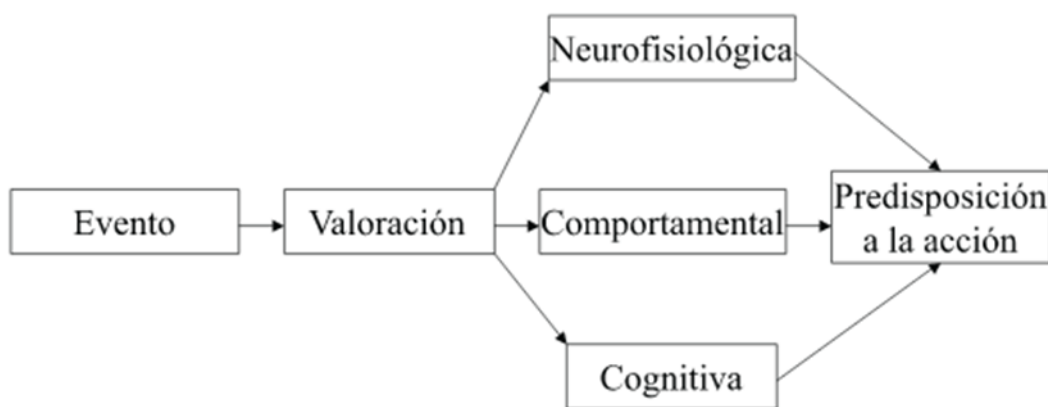 Neurofisiológica
Evento
Valoración
Comportamental
Predisposición
a la acción
Cognitiva